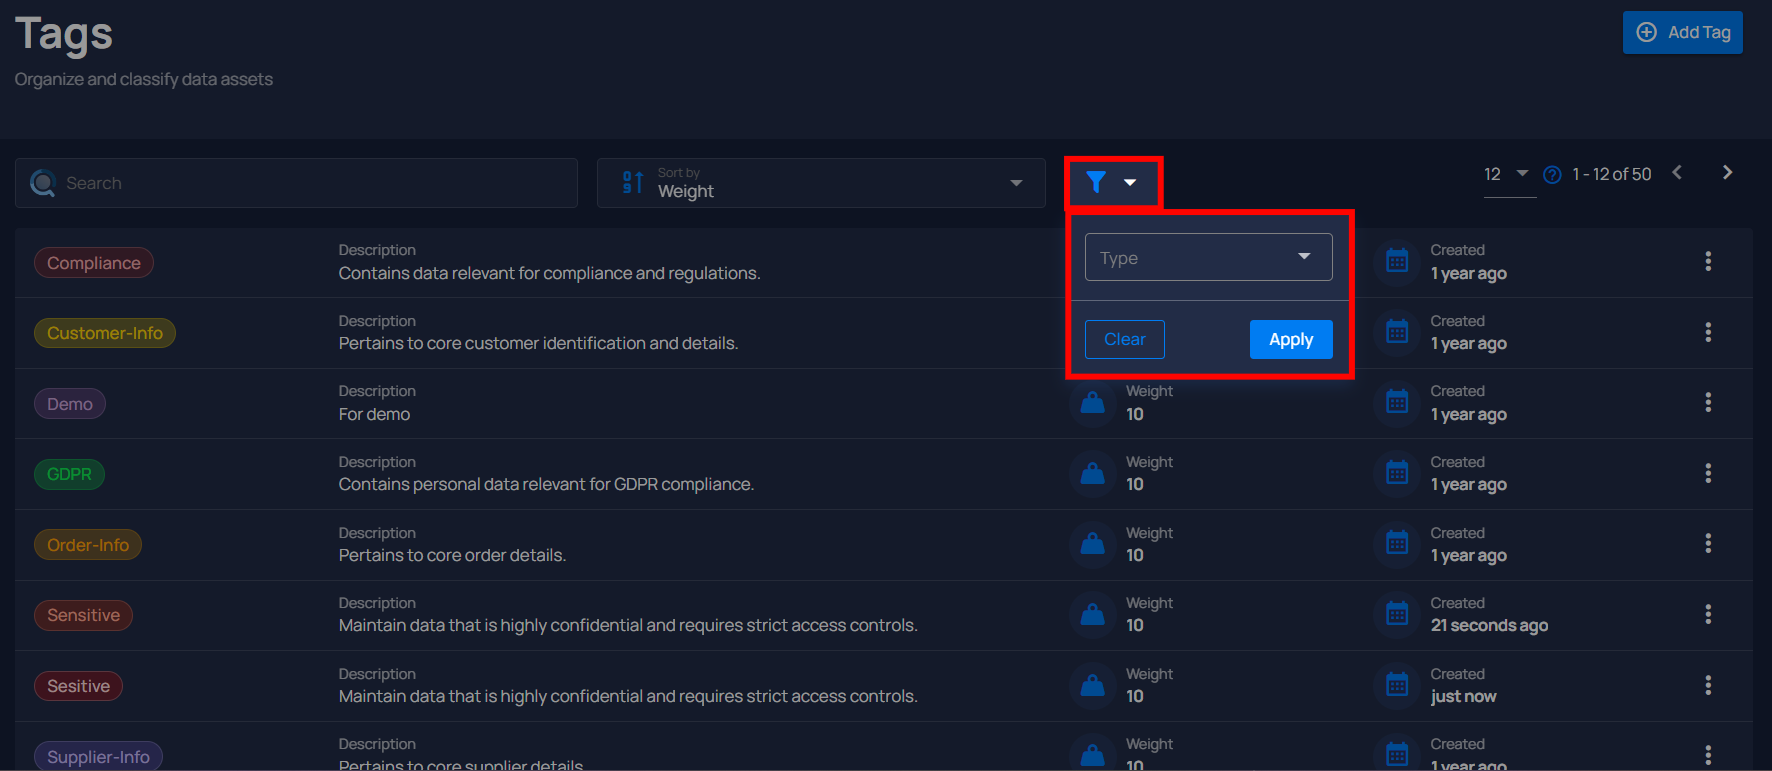 Tags
Add Tag
Organize and classify data assets
Search
Sort by
Weight
12
1 - 12 of 50
Type
Clear
Apply
Compliance
Description
Contains data relevant for compliance and regulations.
Created
1 year ago
Customer-Info
Description
Pertains to core customer identification and details.
Created
1 year ago
Demo
Description
For demo
Weight
10
Created
1 year ago
GDPR
Description
Contains personal data relevant for GDPR compliance.
Weight
10
Created
1 year ago
Order-Info
Description
Pertains to core order details.
Weight
10
Created
1 year ago
Sensitive
Description
Maintain data that is highly confidential and requires strict access controls.
Weight
10
Created
21 seconds ago
Sesitive
Description
Maintain data that is highly confidential and requires strict access controls.
Weight
10
Created
just now
Supplier-Info
Description
Pertains to core supplier details
Weight
10
Created
1 year ago